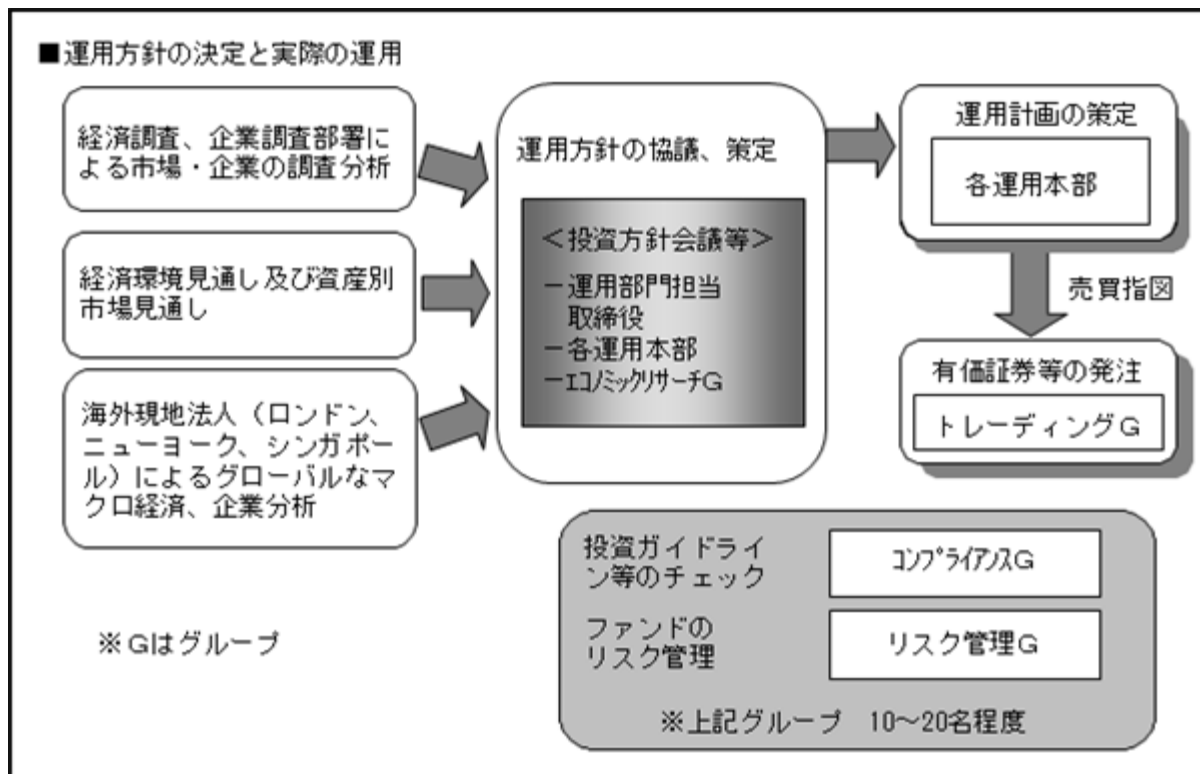 ■運用方針の決定と実際の運用
経済調査、企業調査部署に
よる市場・企業の調査分析
経済環境見通し及び資産別
市場見通し
海外現地法人（ロンドン、
ニューヨーク、シンガポー
ル）によるグローバルなマ
クロ経済、企業分析
運用方針の協議、策定
＜投資方針会議等＞
－運用部門担当
取締役
－各運用本部
－ｴｺﾉﾐｯｸﾘｻｰﾁＧ
運用計画の策定
各運用本部
売買指図
有価証券等の発注
トレーディングＧ
投資ガイドライ
ン等のチェック
ｺﾝﾌﾟﾗｲｱﾝｽＧ
ファンドの
リスク管理
リスク管理Ｇ
※上記グループ　10～20名程度
※Ｇはグループ